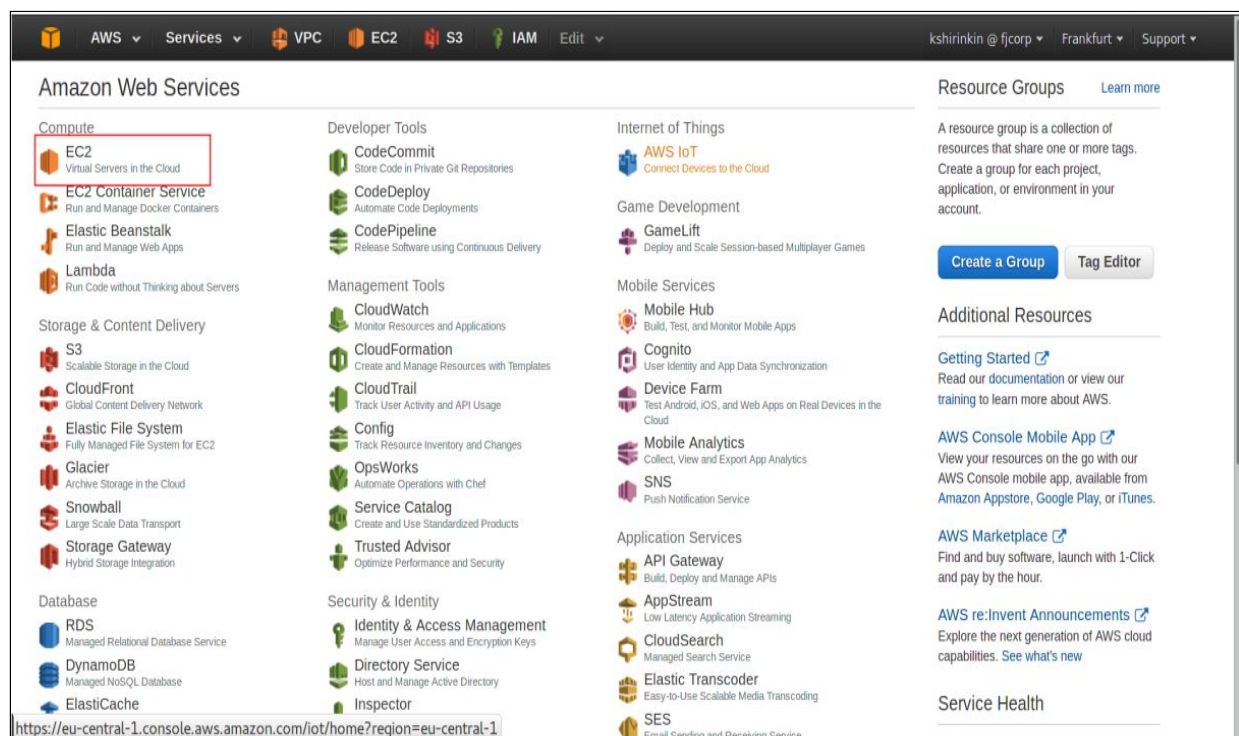 AWS Services VPC EC2 S3 IAM Edit kshirinkin @ fjcorp Frankfurt Support
Amazon Web Services
Compute
EC2
Virtual Servers in the Cloud
EC2 Container Service
Run and Manage Docker Containers
Elastic Beanstalk
Run and Manage Web Apps
Lambda
Run Code without Thinking about Servers
Storage & Content Delivery
S3
Scalable Storage in the Cloud
CloudFront
Global Content Delivery Network
Elastic File System
Fully Managed File System for EC2
Glacier
Archive Storage in the Cloud
Snowball
Large Scale Data Transport
Storage Gateway
Hybrid Storage Integration
Database
RDS
Managed Relational Database Service
DynamoDB
Managed NoSQL Database
ElastiCache
https://eu-central-1.console.aws.amazon.com/iot/home?region=eu-central-1
Developer Tools
CodeCommit
Store Code in Private Git Repositories
CodeDeploy
Automate Code Deployments
CodePipeline
Release Software using Continuous Delivery
Management Tools
CloudWatch
Monitor Resources and Applications
CloudFormation
Create and Manage Resources with Templates
CloudTrail
Track User Activity and API Usage
Config
Track Resource Inventory and Changes
OpsWorks
Automate Operations with Chef
Service Catalog
Create and Use Standardized Products
Trusted Advisor
Optimize Performance and Security
Security & Identity
Identity & Access Management
Manage User Access and Encryption Keys
Directory Service
Host and Manage Active Directory
Inspector
Internet of Things
AWS IoT
Connect Devices to the Cloud
Game Development
GameLift
Deploy and Scale Session-based Multiplayer Games
Mobile Services
Mobile Hub
Build, Test, and Monitor Mobile Apps
Cognito
User Identity and App Data Synchronization
Device Farm
Test Android, iOS, and Web Apps on Real Devices in the
Cloud
Mobile Analytics
Collect, View and Export App Analytics
SNS
Push Notification Service
Application Services
API Gateway
Build, Deploy and Manage APIs
AppStream
Low Latency Application Streaming
CloudSearch
Managed Search Service
Elastic Transcoder
Easy-to-Use Scalable Media Transcoding
SES
Email Sending and Receiving Service
Resource Groups Learn more
A resource group is a collection of
resources that share one or more tags.
Create a group for each project,
application, or environment in your
account.
Create a Group Tag Editor
Additional Resources
Getting Started
Read our documentation or view our
training to learn more about AWS.
AWS Console Mobile App
View your resources on the go with our
AWS Console mobile app, available from
Amazon Appstore, Google Play, or iTunes.
AWS Marketplace
Find and buy software, launch with 1-Click
and pay by the hour.
AWS re:Invent Announcements
Explore the next generation of AWS cloud
capabilities. See what's new
Service Health